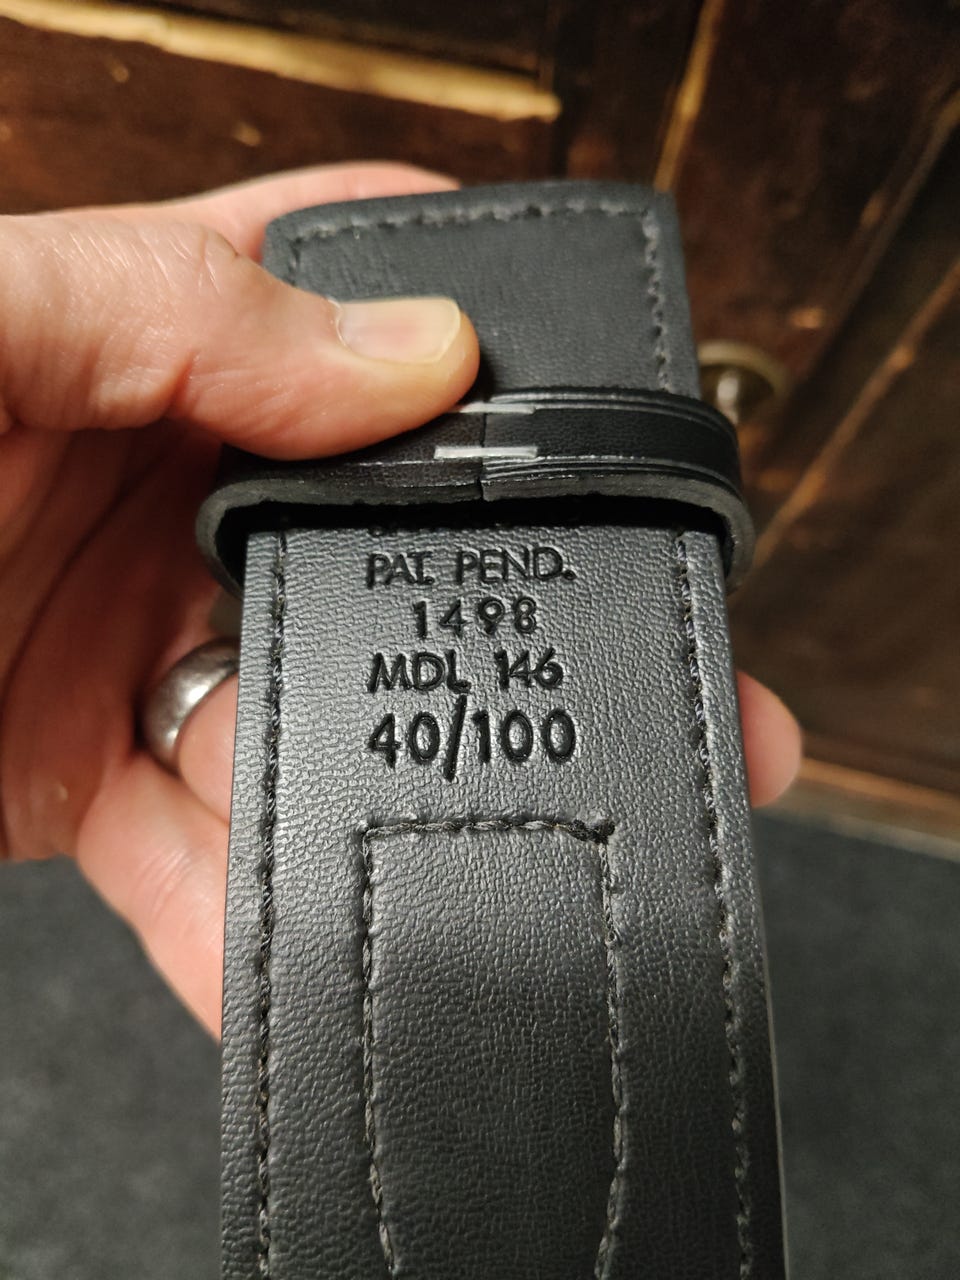 PAT. PEND.
1498
MDL 146
40/100